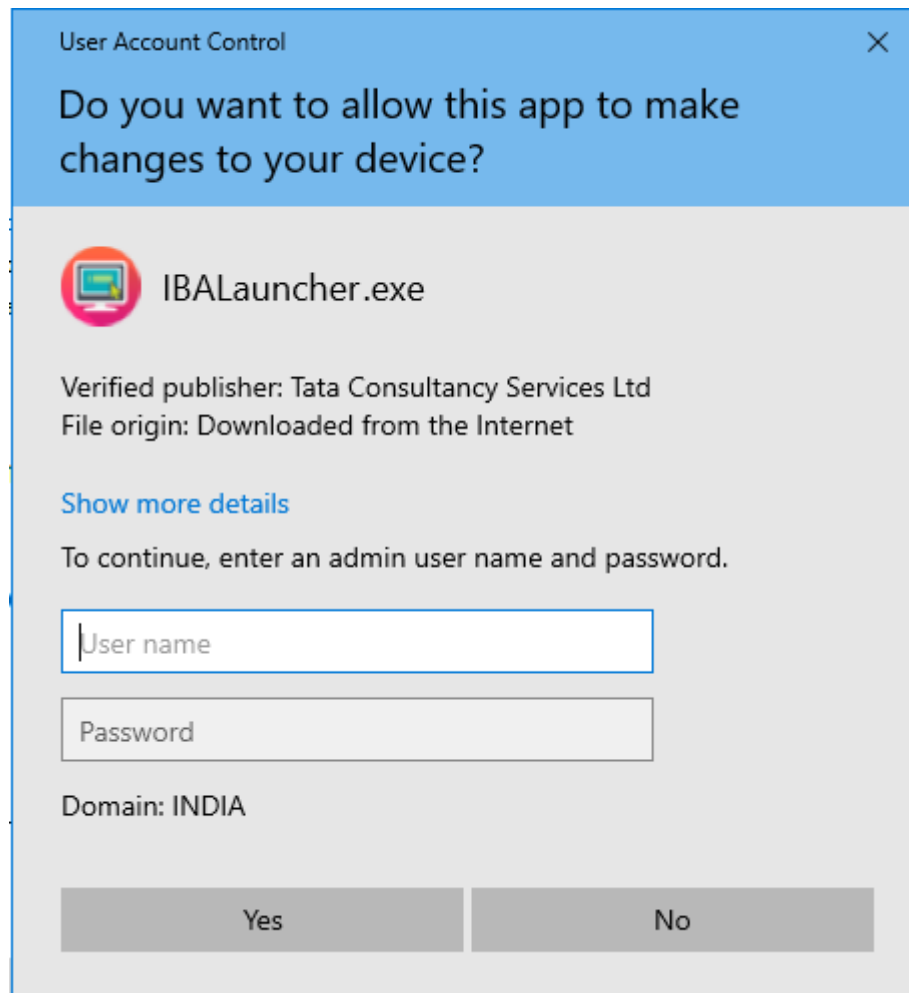 User Account Control
Do you want to allow this app to make
changes to your device?
IBALauncher.exe
Verified publisher: Tata Consultancy Services Ltd
File origin: Downloaded from the Internet
Show more details
To continue, enter an admin user name and password.
User name
Password
Domain: INDIA
Yes
No